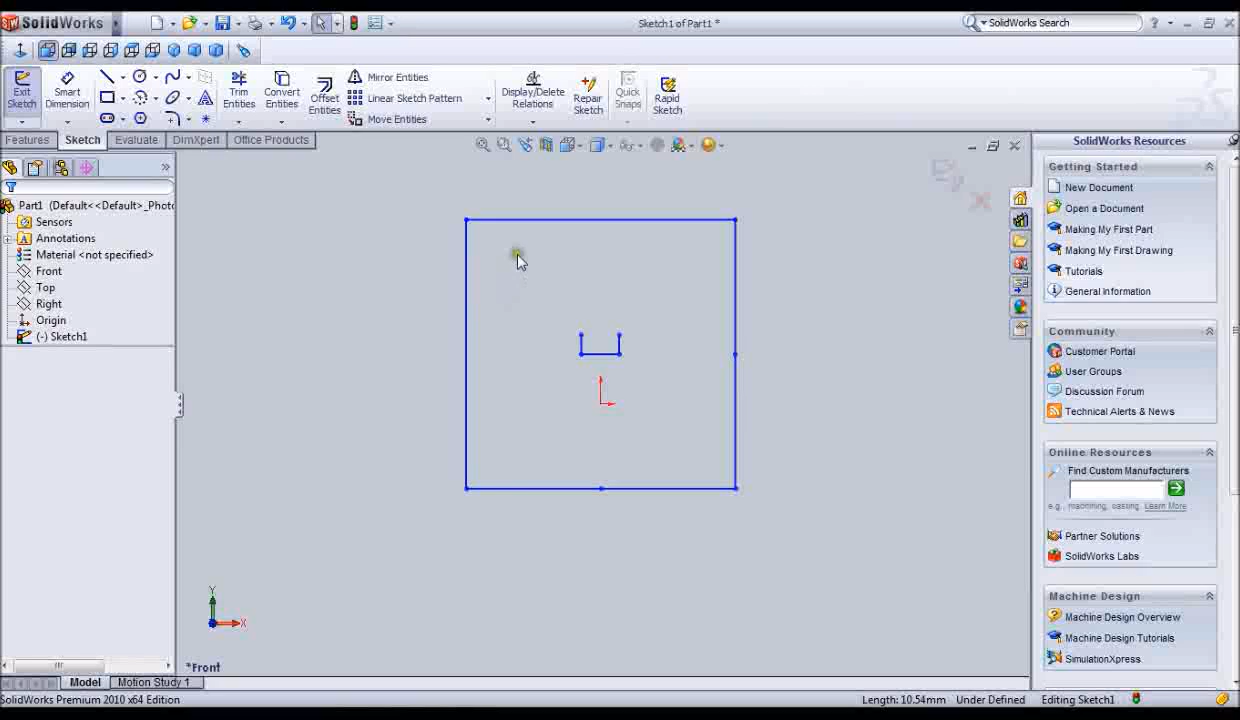 SolidWorks
Sketch1 of Part1 *
SolidWorks Search
Exit Sketch
Smart Dimension
Trim Entities
Convert Entities
Offset Entities
Mirror Entities
Linear Sketch Pattern
Move Entities
Display/Delete Relations
Repair Sketch
Quick Snaps
Rapid Sketch
Features
Sketch
Evaluate
DimXpert
Office Products
Part1 (Default<<Default>_Photo
Sensors
Annotations
Material <not specified>
Front
Top
Right
Origin
(-) Sketch1
Y
X
*Front
SolidWorks Resources
Getting Started
New Document
Open a Document
Making My First Part
Making My First Drawing
Tutorials
General Information
Community
Customer Portal
User Groups
Discussion Forum
Technical Alerts & News
Online Resources
Find Custom Manufacturers
e.g., machining, casting. Learn More
Partner Solutions
SolidWorks Labs
Machine Design
Machine Design Overview
Machine Design Tutorials
SimulationXpress
Model
Motion Study 1
SolidWorks Premium 2010 x64 Edition
Length: 10.54mm
Under Defined
Editing Sketch1